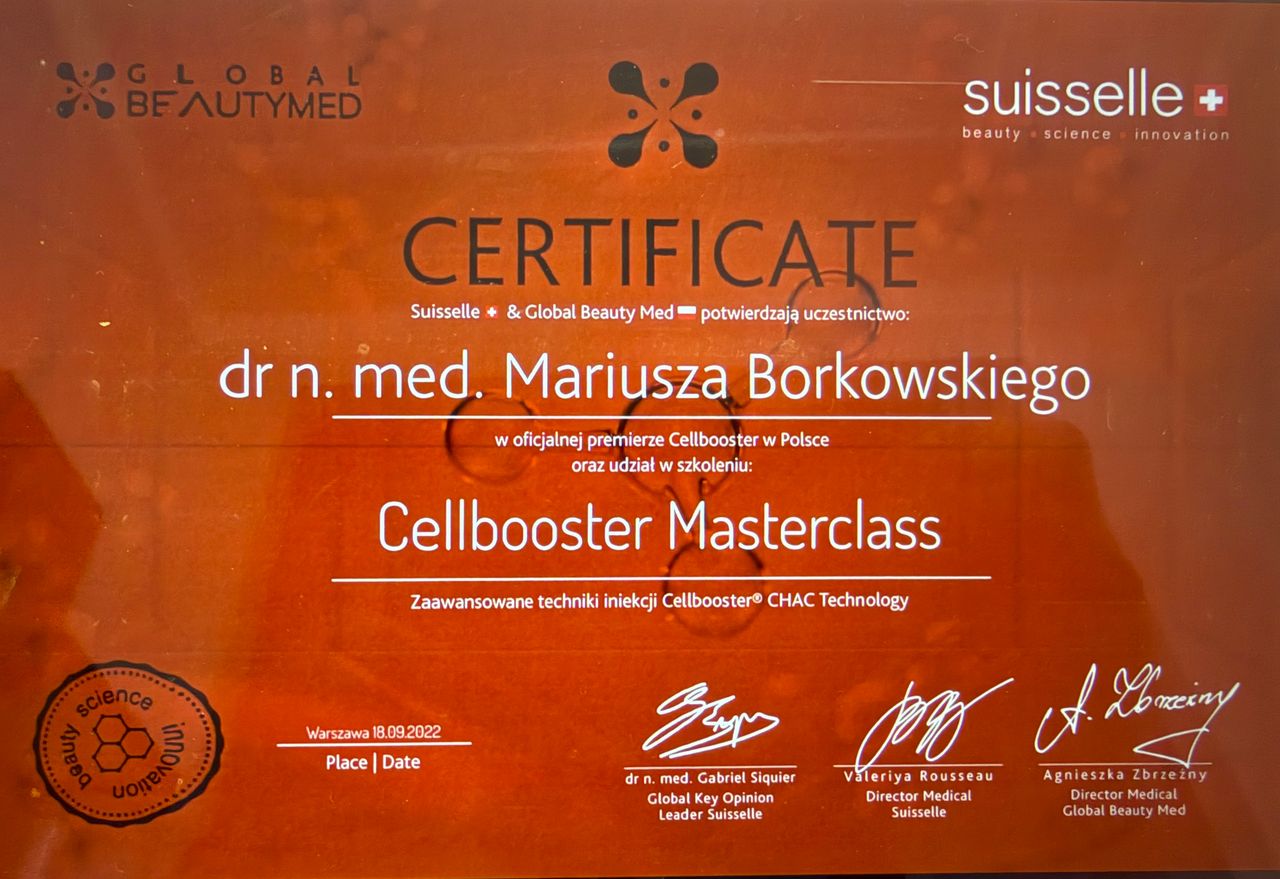 GLOBAL
BEAUTYMED
suisselle
beauty · science · innovation
CERTIFICATE
Suisselle & Global Beauty Med potwierdzają uczestnictwo:
dr n. med. Mariusza Borkowskiego
w oficjalnej premierze Cellbooster w Polsce
oraz udział w szkoleniu:
Cellbooster Masterclass
Zaawansowane techniki iniekcji Cellbooster® CHAC Technology
beauty science innovation
Warszawa 18.09.2022
Place | Date
dr n. med. Gabriel Siquier
Global Key Opinion
Leader Suisselle
Valeriya Rousseau
Director Medical
Suisselle
A. Zbrzeżny
Agnieszka Zbrzeżny
Director Medical
Global Beauty Med